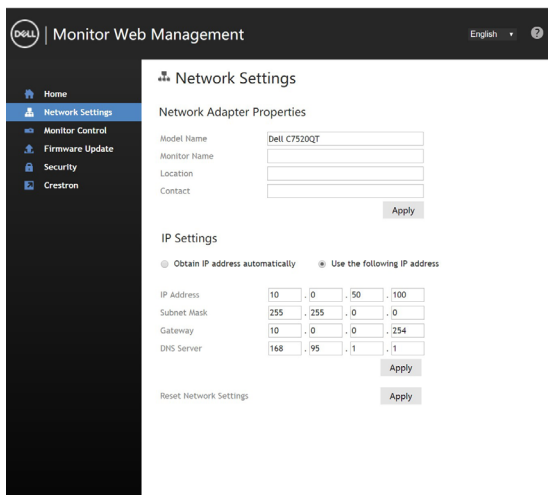 DELL | Monitor Web Management
English ?
Home
Network Settings
Monitor Control
Firmware Update
Security
Crestron
Network Settings
Network Adapter Properties
Model Name Dell C7520QT
Monitor Name
Location
Contact
Apply
IP Settings
Obtain IP address automatically Use the following IP address
IP Address 10 . 0 . 50 . 100
Subnet Mask 255 . 255 . 0 . 0
Gateway 10 . 0 . 0 . 254
DNS Server 168 . 95 . 1 . 1
Apply
Reset Network Settings Apply